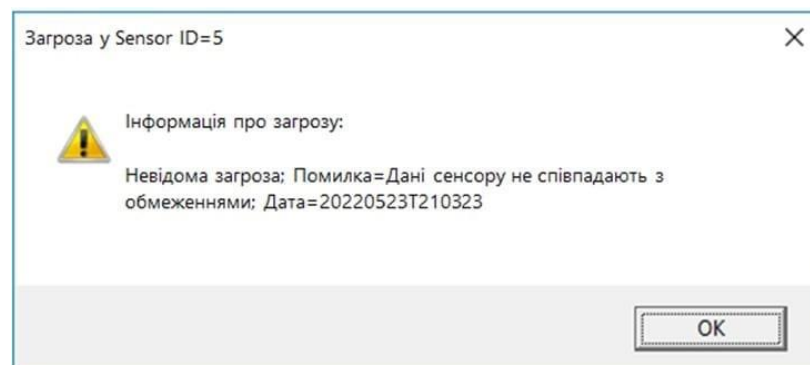 Загроза у Sensor ID=5
Інформація про загрозу:
Невідома загроза; Помилка=Дані сенсору не співпадають з
обмеженнями; Дата=20220523T210323
OK